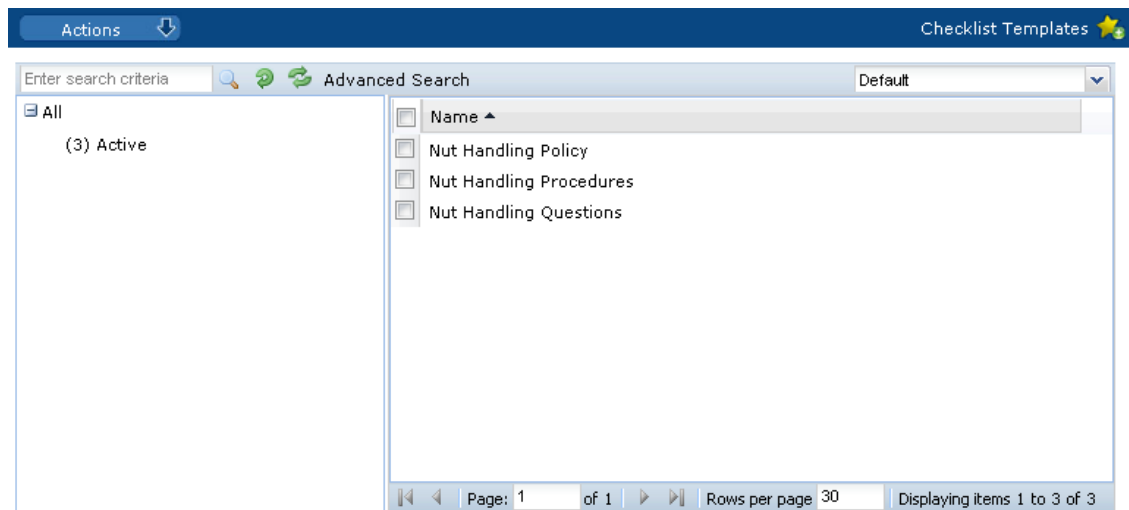 Actions
Checklist Templates
Enter search criteria
Advanced Search
Default
All
(3) Active
Name
Nut Handling Policy
Nut Handling Procedures
Nut Handling Questions
Page: 1 of 1 Rows per page 30 Displaying items 1 to 3 of 3